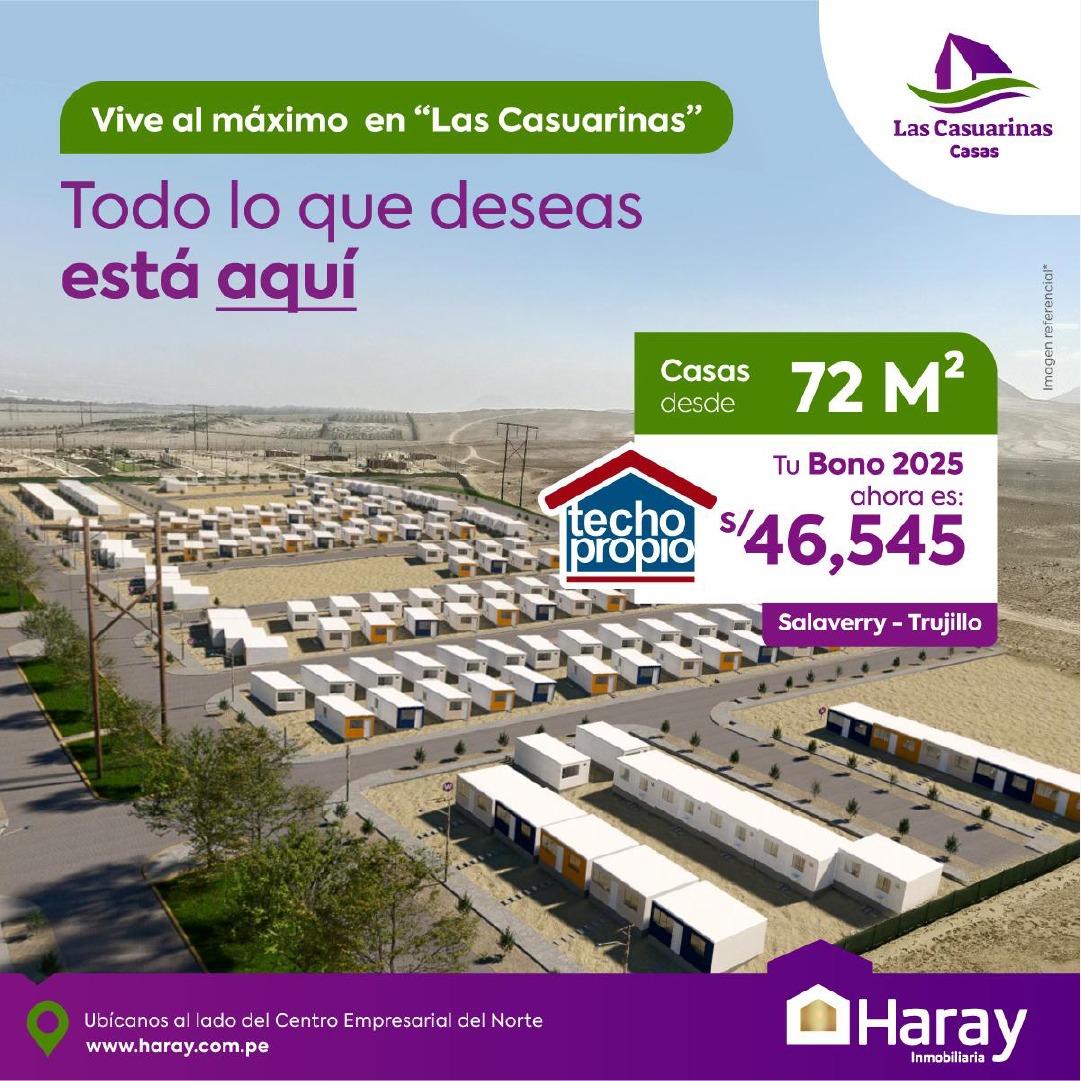 Vive al máximo en “Las Casuarinas”
Las Casuarinas
Casas
Todo lo que deseas
está aquí
Imagen referencial*
Casas
desde
72 M²
techo
propio
Tu Bono 2025
ahora es:
S/46,545
Salaverry - Trujillo
Ubícanos al lado del Centro Empresarial del Norte
www.haray.com.pe
Haray
Inmobiliaria